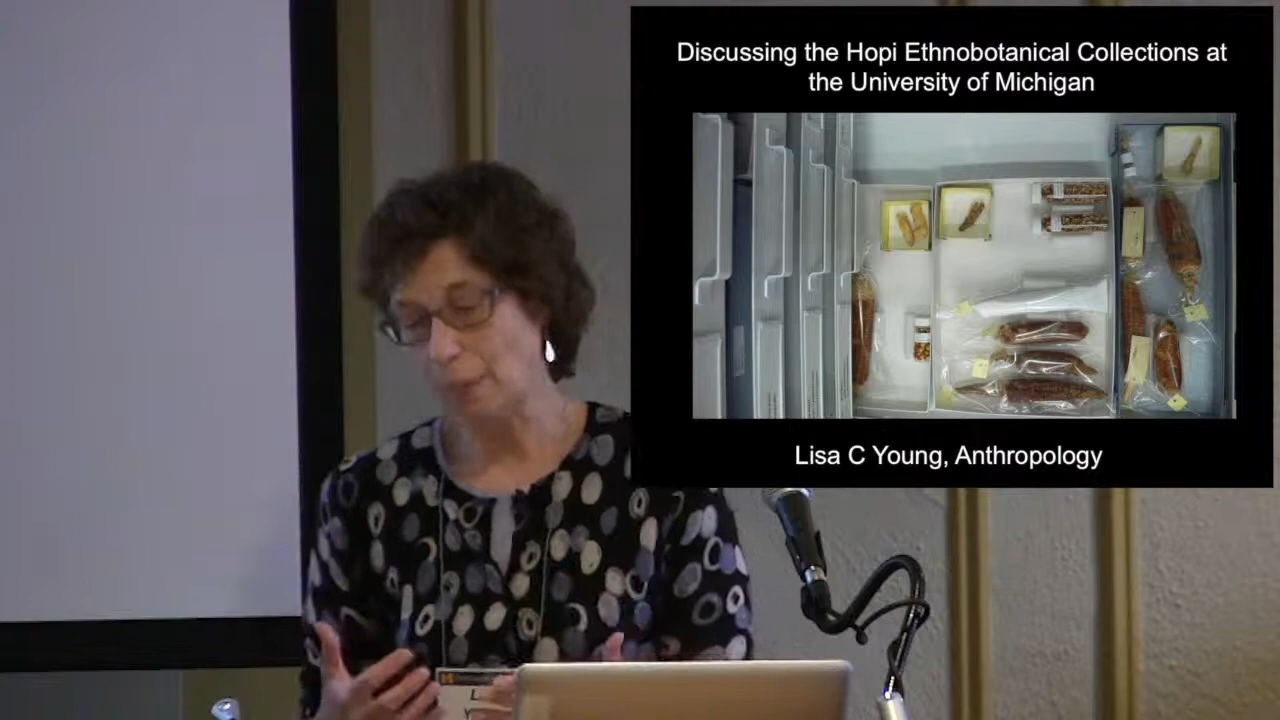 Discussing the Hopi Ethnobotanical Collections at
the University of Michigan
Lisa C Young, Anthropology